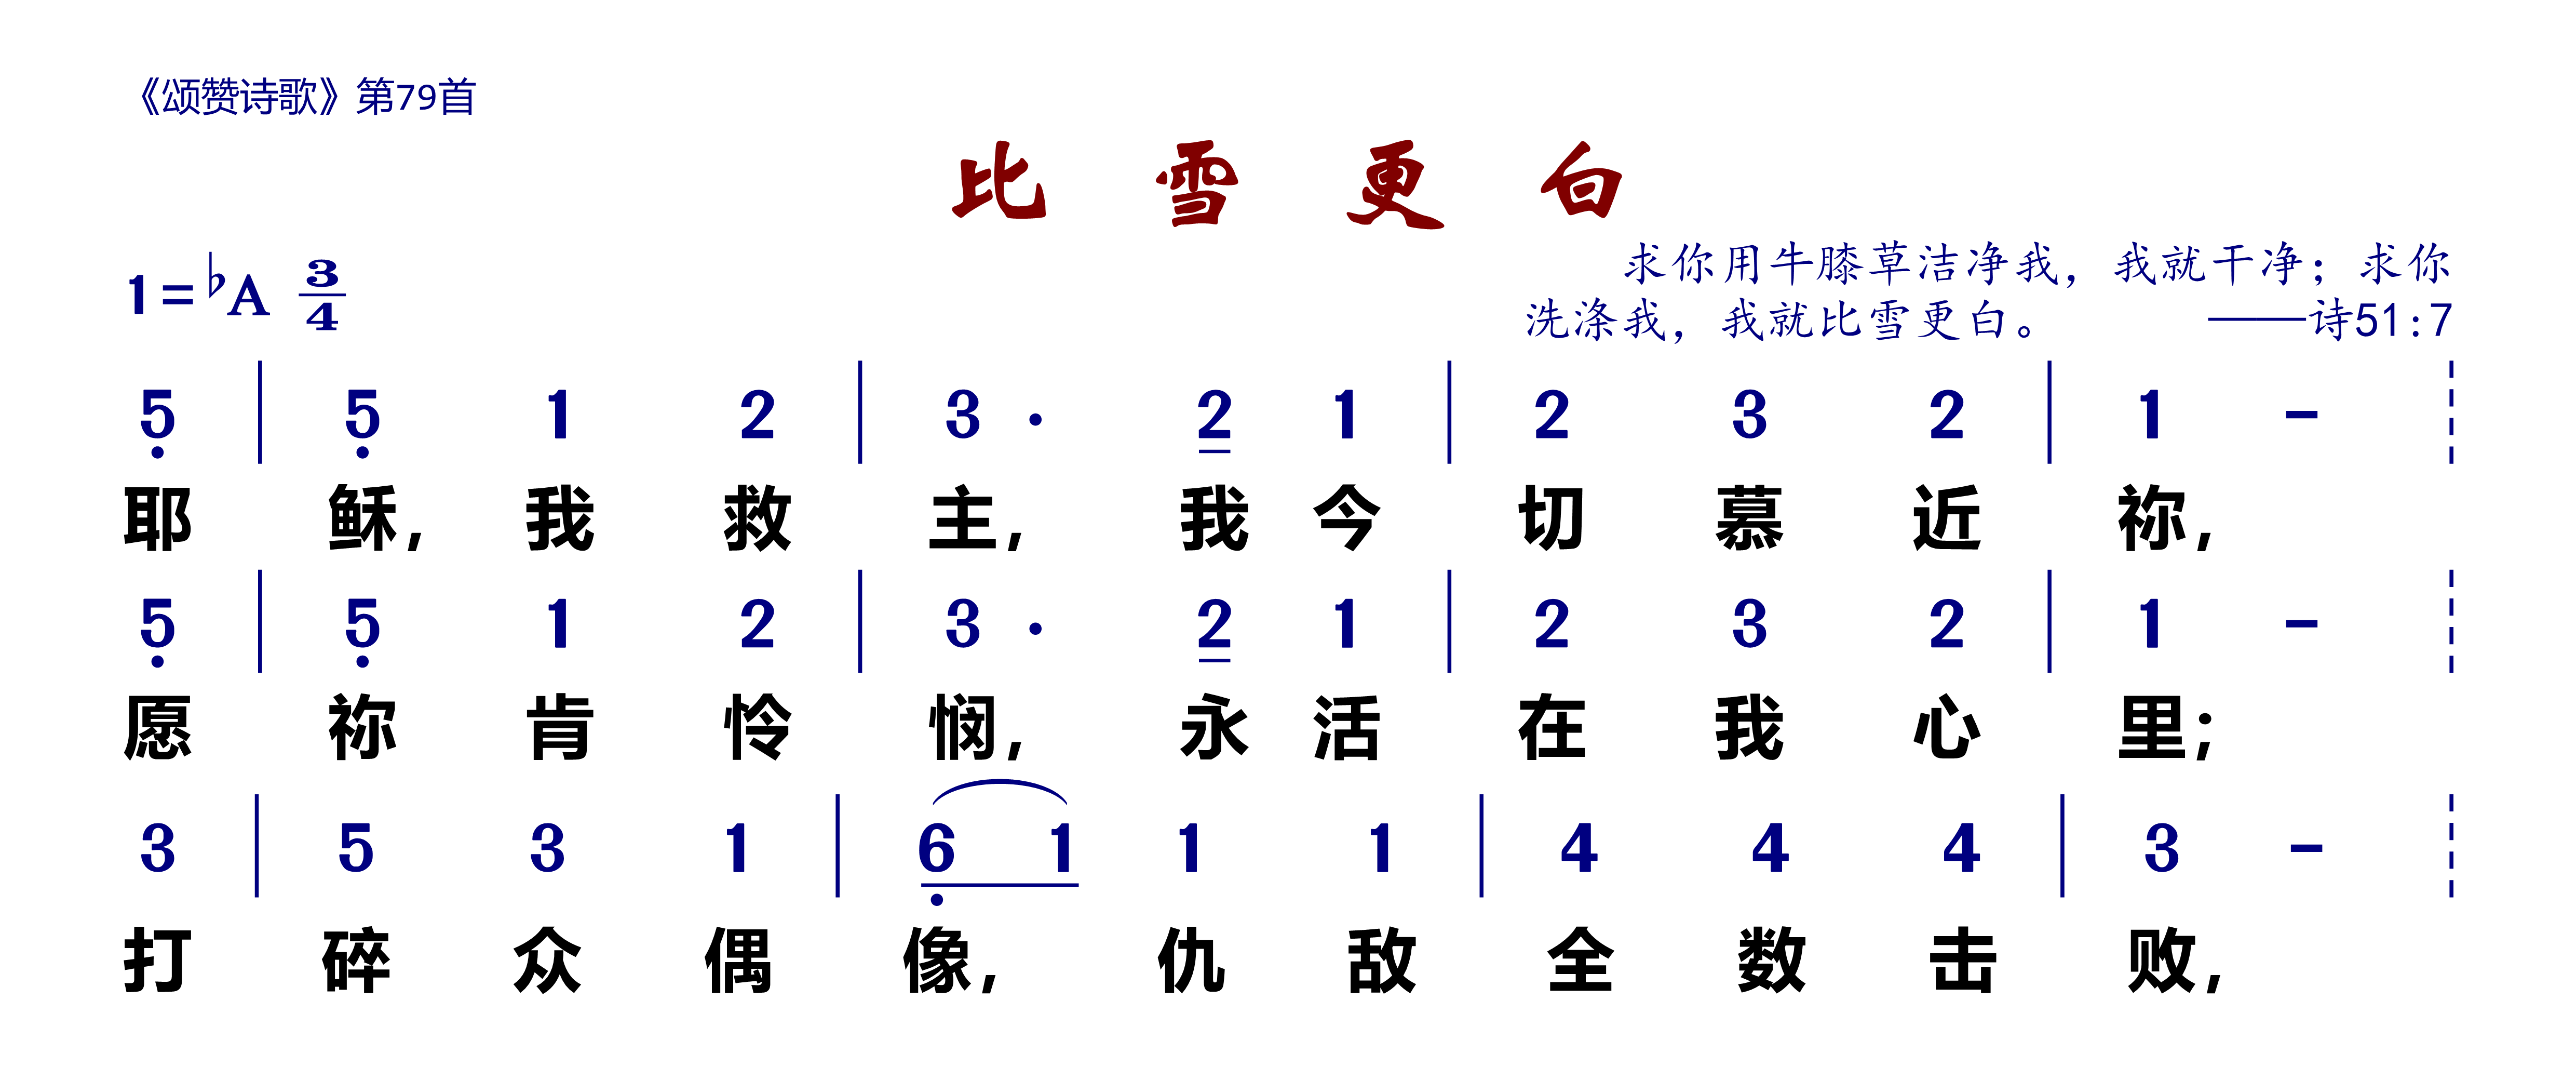 《颂赞诗歌》第79首
比雪更白
1=♭A 3/4
求你用牛膝草洁净我，我就干净；求你
洗涤我，我就比雪更白。 ——诗51:7
5̣ | 5̣ 1 2 | 3 · 2̲ 1 | 2 3 2 | 1 - ¦
耶 稣， 我 救 主， 我 今 切 慕 近 祢，
5̣ | 5̣ 1 2 | 3 · 2̲ 1 | 2 3 2 | 1 - ¦
愿 祢 肯 怜 悯， 永 活 在 我 心 里；
3 | 5 3 1 | 6̣̲ 1̲ 1 1 | 4 4 4 | 3 - ¦
打 碎 众 偶 像， 仇 敌 全 数 击 败，